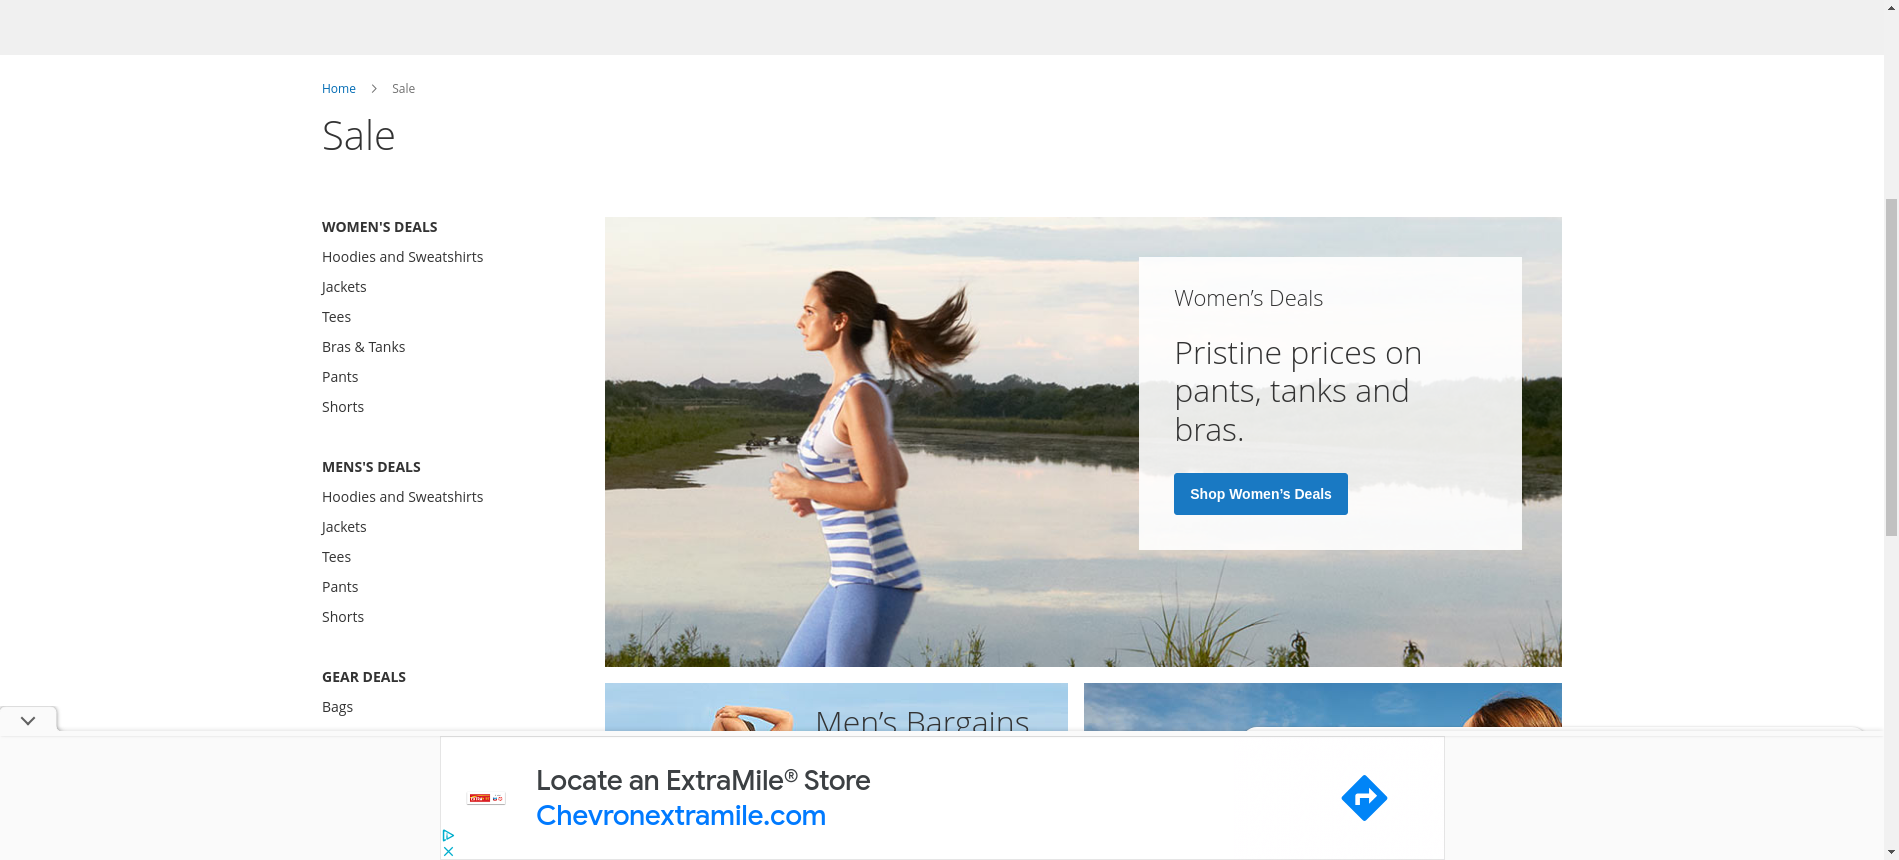 Home
Sale
Sale
WOMEN'S DEALS
Hoodies and Sweatshirts
Jackets
Tees
Bras & Tanks
Pants
Shorts
MENS'S DEALS
Hoodies and Sweatshirts
Jackets
Tees
Pants
Shorts
GEAR DEALS
Bags
Women’s Deals
Pristine prices on
pants, tanks and
bras.
Shop Women’s Deals
Men’s Bargains
Locate an ExtraMile® Store
Chevronextramile.com